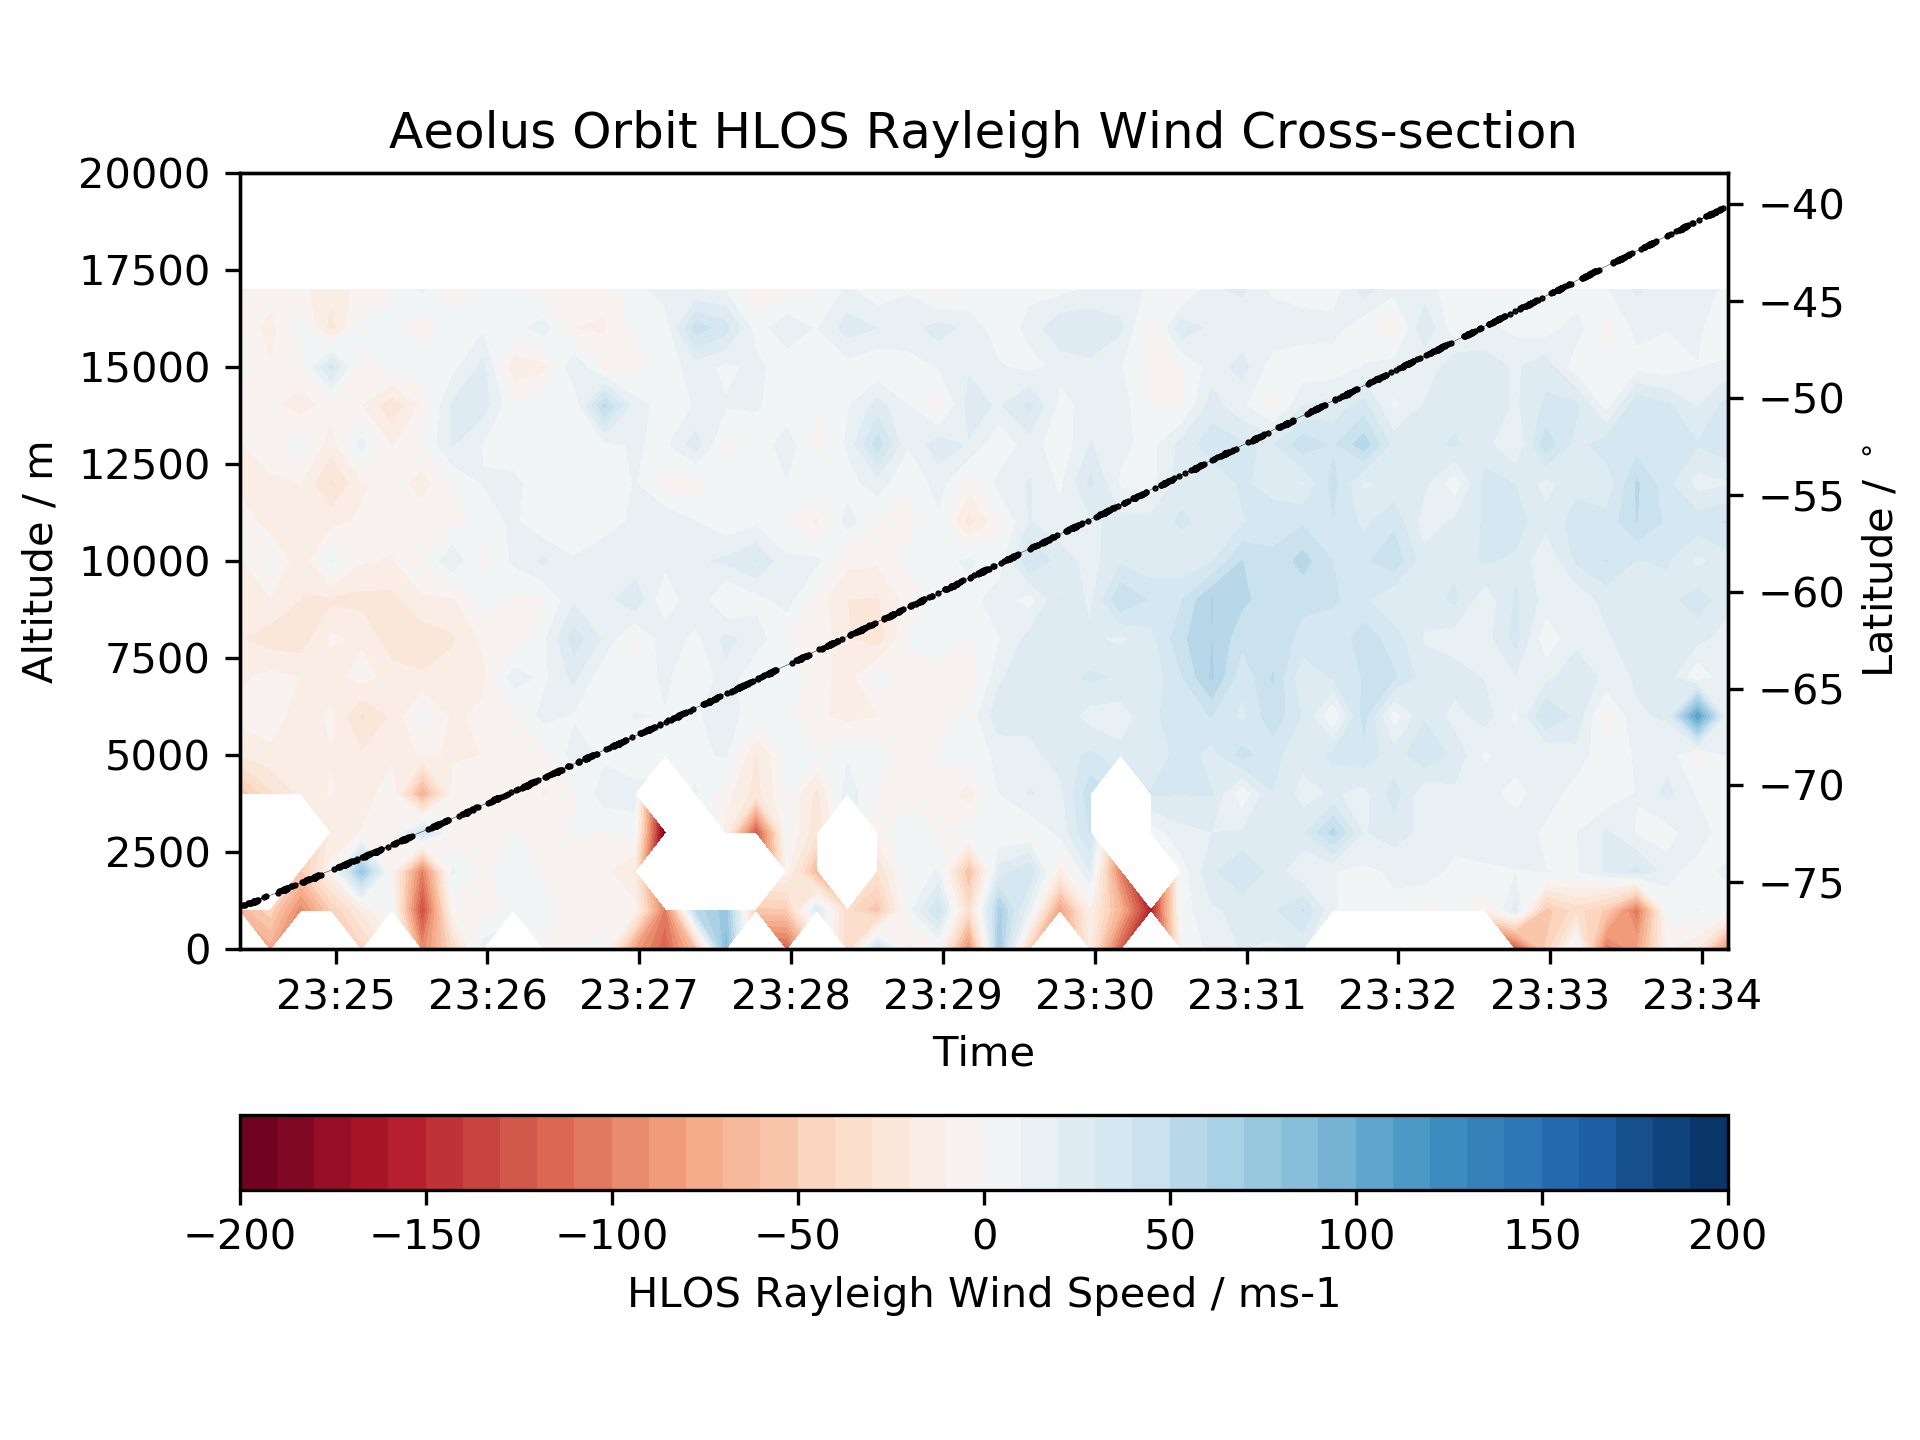 Aeolus Orbit HLOS Rayleigh Wind Cross-section
20000
17500
15000
12500
10000
7500
5000
2500
0
Altitude / m
−40
−45
−50
−55
−60
−65
−70
−75
Latitude / °
23:25 23:26 23:27 23:28 23:29 23:30 23:31 23:32 23:33 23:34
Time
−200 −150 −100 −50 0 50 100 150 200
HLOS Rayleigh Wind Speed / ms-1